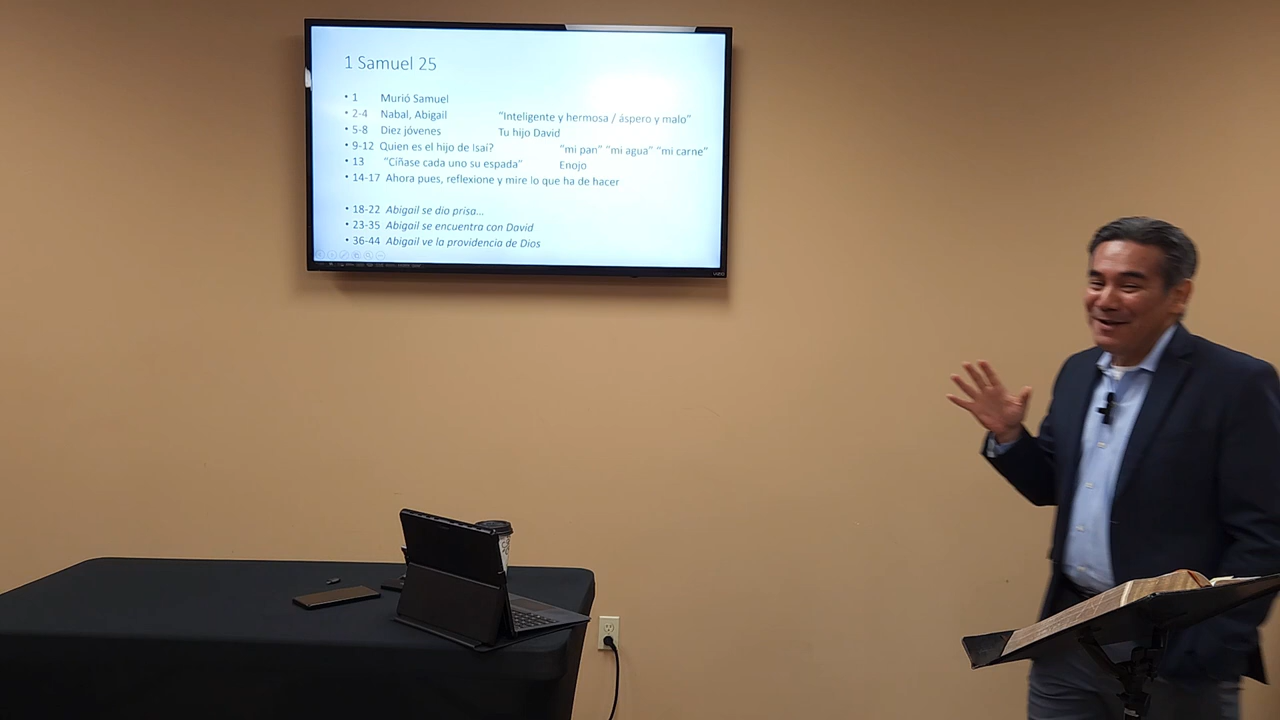 1 Samuel 25
• 1 Murió Samuel
• 2-4 Nabal, Abigail "Inteligente y hermosa / áspero y malo"
• 5-8 Diez jóvenes Tu hijo David
• 9-12 Quien es el hijo de Isaí? "mi pan" "mi agua" "mi carne"
• 13 "Cíñase cada uno su espada" Enojo
• 14-17 Ahora pues, reflexione y mire lo que ha de hacer
• 18-22 Abigail se dio prisa...
• 23-35 Abigail se encuentra con David
• 36-44 Abigail ve la providencia de Dios
VIZIO